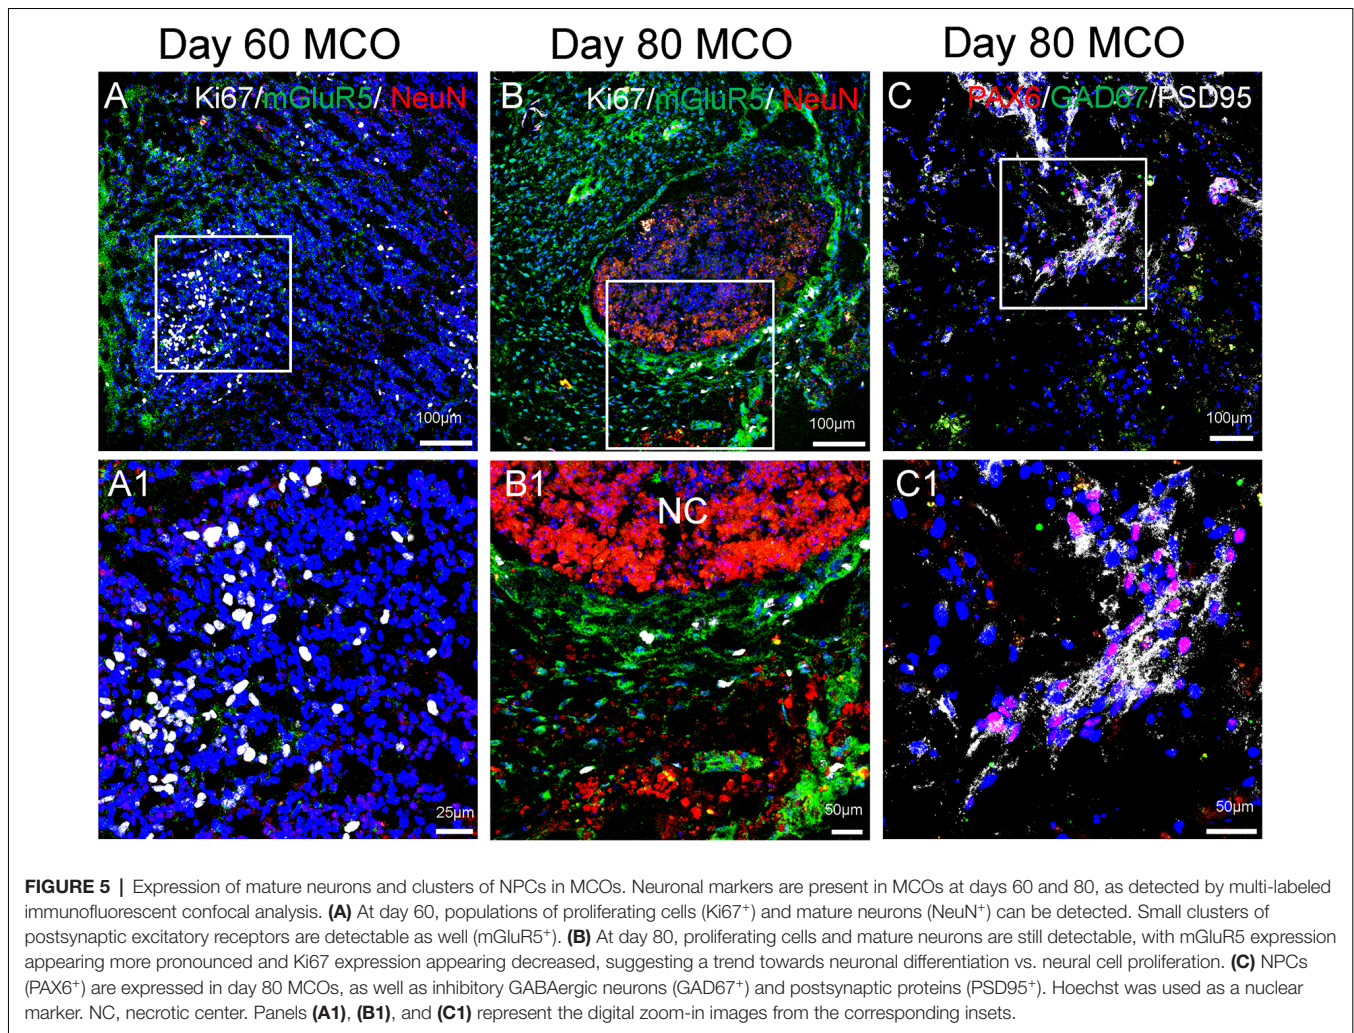 Day 60 MCO
Day 80 MCO
Day 80 MCO
A
Ki67/mGluR5/ NeuN
100µm
B
Ki67/mGluR5/ NeuN
100µm
C
PAX6/GAD67/PSD95
100µm
A1
25µm
B1
NC
50µm
C1
50µm
FIGURE 5 | Expression of mature neurons and clusters of NPCs in MCOs. Neuronal markers are present in MCOs at days 60 and 80, as detected by multi-labeled
immunofluorescent confocal analysis. (A) At day 60, populations of proliferating cells (Ki67+) and mature neurons (NeuN+) can be detected. Small clusters of
postsynaptic excitatory receptors are detectable as well (mGluR5+). (B) At day 80, proliferating cells and mature neurons are still detectable, with mGluR5 expression
appearing more pronounced and Ki67 expression appearing decreased, suggesting a trend towards neuronal differentiation vs. neural cell proliferation. (C) NPCs
(PAX6+) are expressed in day 80 MCOs, as well as inhibitory GABAergic neurons (GAD67+) and postsynaptic proteins (PSD95+). Hoechst was used as a nuclear
marker. NC, necrotic center. Panels (A1), (B1), and (C1) represent the digital zoom-in images from the corresponding insets.